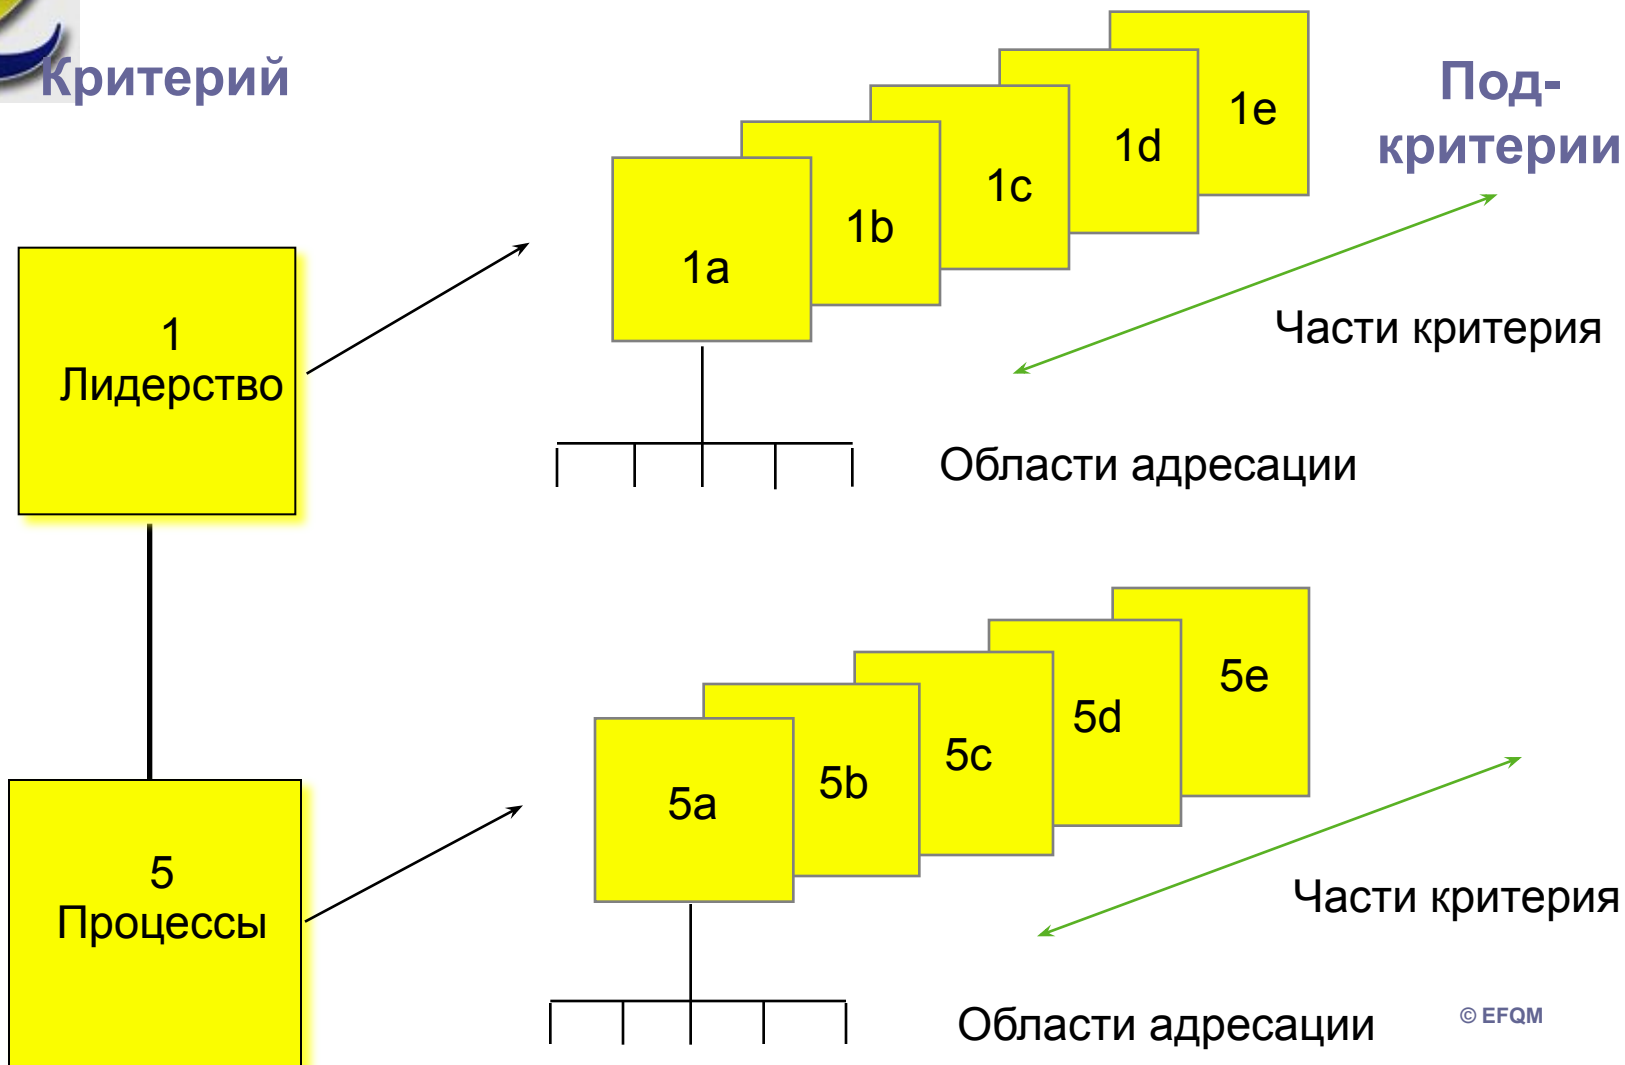 Критерий
Под-
критерии
1e
1d
1c
1b
1a
1
Лидерство
Части критерия
Области адресации
5e
5d
5c
5b
5a
5
Процессы
Части критерия
Области адресации
© EFQM